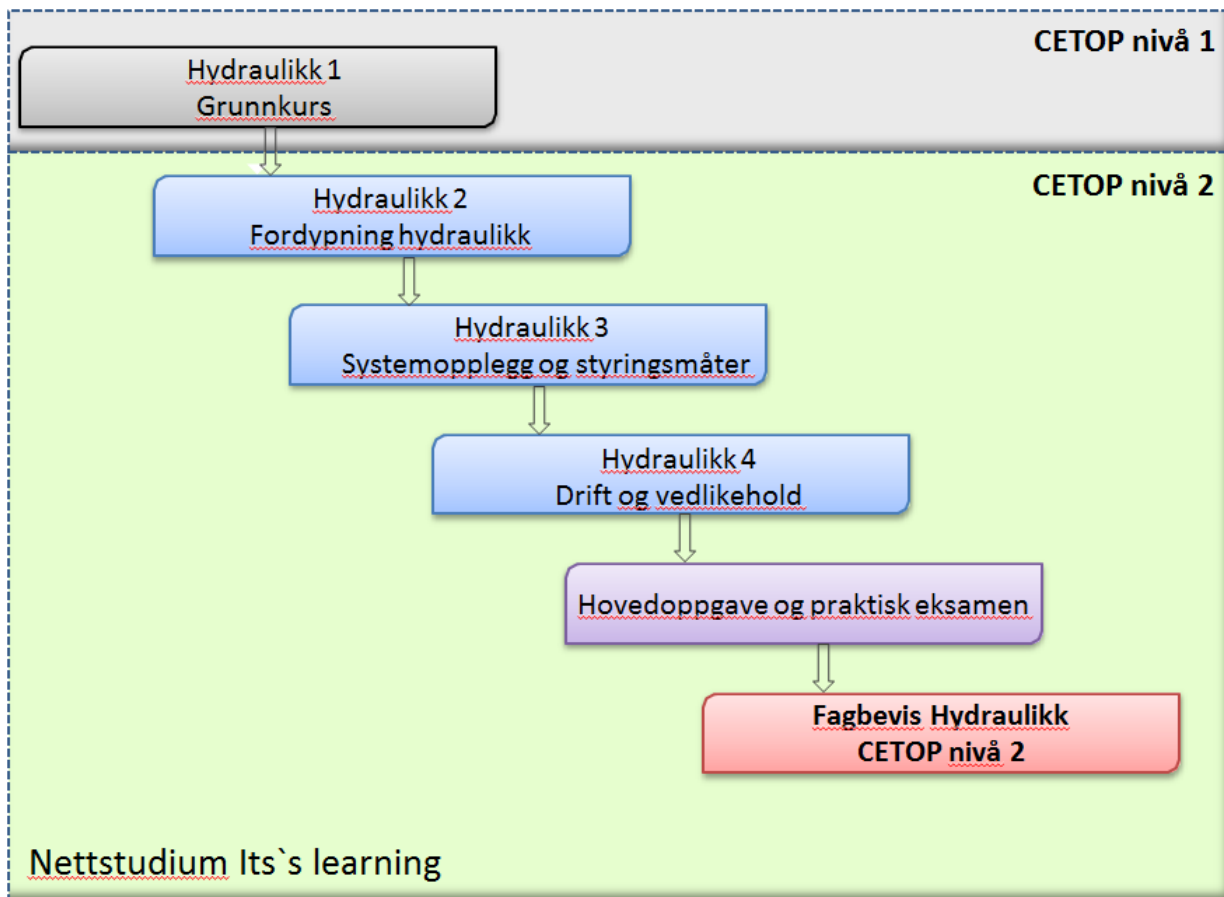 CETOP nivå 1
Hydraulikk 1
Grunnkurs
CETOP nivå 2
Hydraulikk 2
Fordypning hydraulikk
Hydraulikk 3
Systemopplegg og styringsmåter
Hydraulikk 4
Drift og vedlikehold
Hovedoppgave og praktisk eksamen
Fagbevis Hydraulikk
CETOP nivå 2
Nettstudium Its`s learning